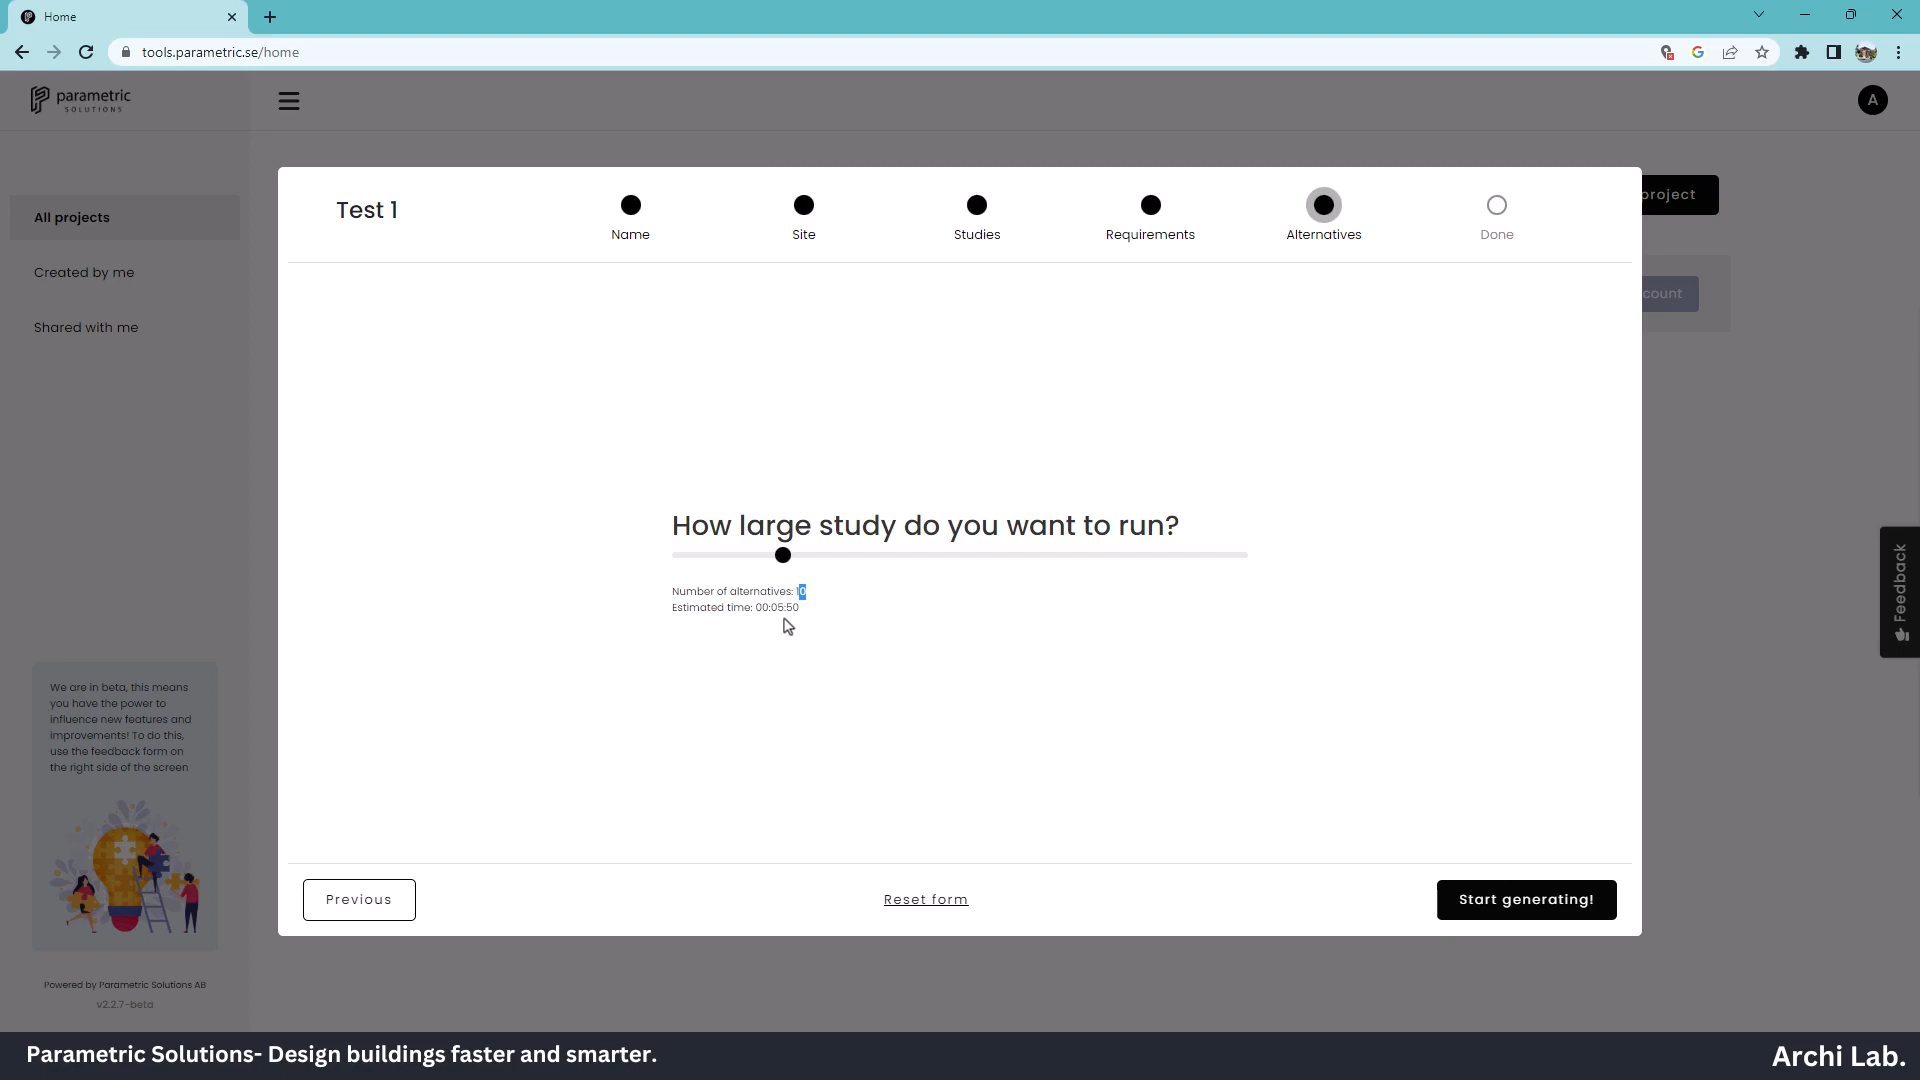 Home
tools.parametric.se/home
parametric
SOLUTIONS
A
Test 1
project
Name
Site
Studies
Requirements
Alternatives
Done
All projects
Created by me
Shared with me
count
How large study do you want to run?
Number of alternatives: 10
Estimated time: 00:05:50
Feedback
We are in beta, this means
you have the power to
influence new features and
improvements! To do this,
use the feedback form on
the right side of the screen
Previous
Reset form
Start generating!
Powered by Parametric Solutions AB
v2.2.7-beta
Parametric Solutions- Design buildings faster and smarter.
Archi Lab.